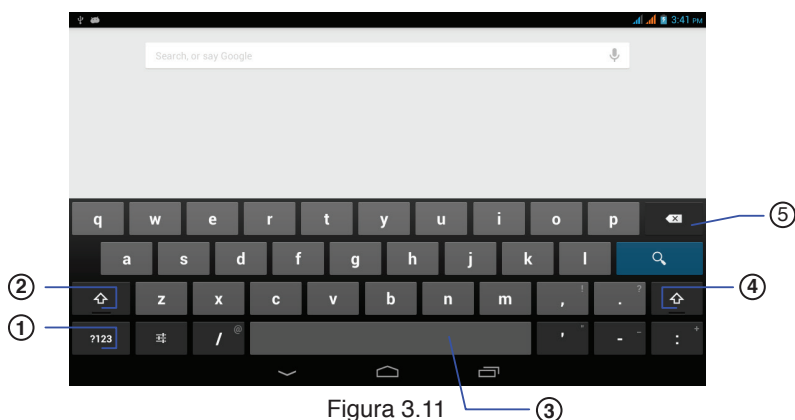 3:41 PM
Search, or say Google
q w e r t y u i o p ⑤
a s d f g h j k l
② z x c v b n m , ! . ? ④
① ?123 / @ ' " - _ : +
Figura 3.11 ③